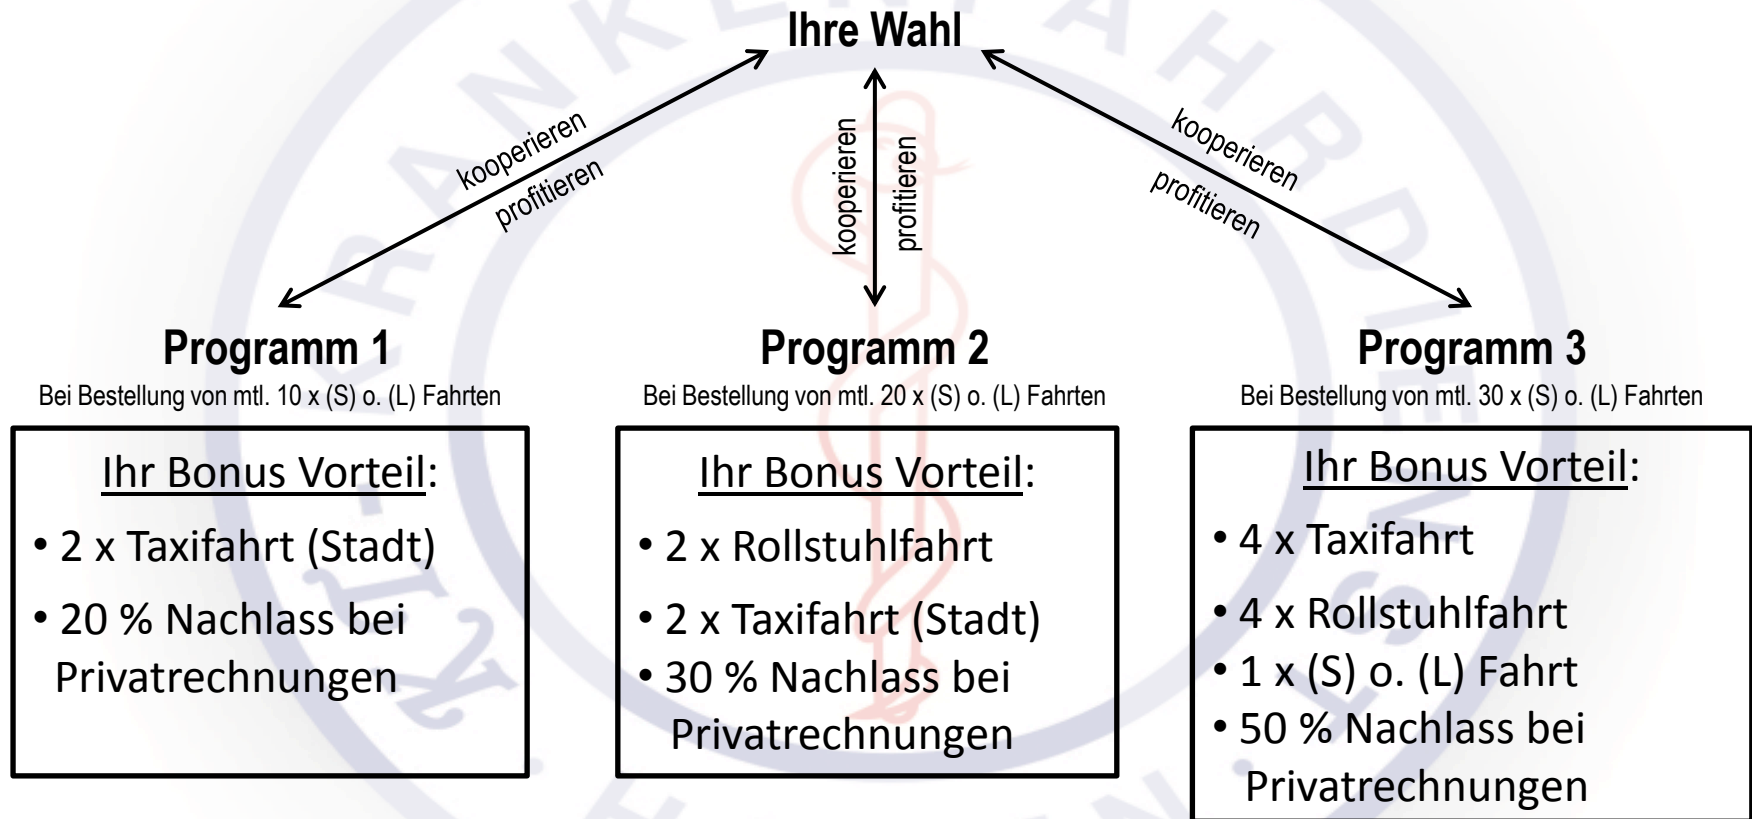 Ihre Wahl
kooperieren
profitieren
kooperieren
profitieren
kooperieren
profitieren
Programm 1
Bei Bestellung von mtl. 10 x (S) o. (L) Fahrten
Ihr Bonus Vorteil:
• 2 x Taxifahrt (Stadt)
• 20 % Nachlass bei
Privatrechnungen
Programm 2
Bei Bestellung von mtl. 20 x (S) o. (L) Fahrten
Ihr Bonus Vorteil:
• 2 x Rollstuhlfahrt
• 2 x Taxifahrt (Stadt)
• 30 % Nachlass bei
Privatrechnungen
Programm 3
Bei Bestellung von mtl. 30 x (S) o. (L) Fahrten
Ihr Bonus Vorteil:
• 4 x Taxifahrt
• 4 x Rollstuhlfahrt
• 1 x (S) o. (L) Fahrt
• 50 % Nachlass bei
Privatrechnungen
KRANKENFAHRDIENST